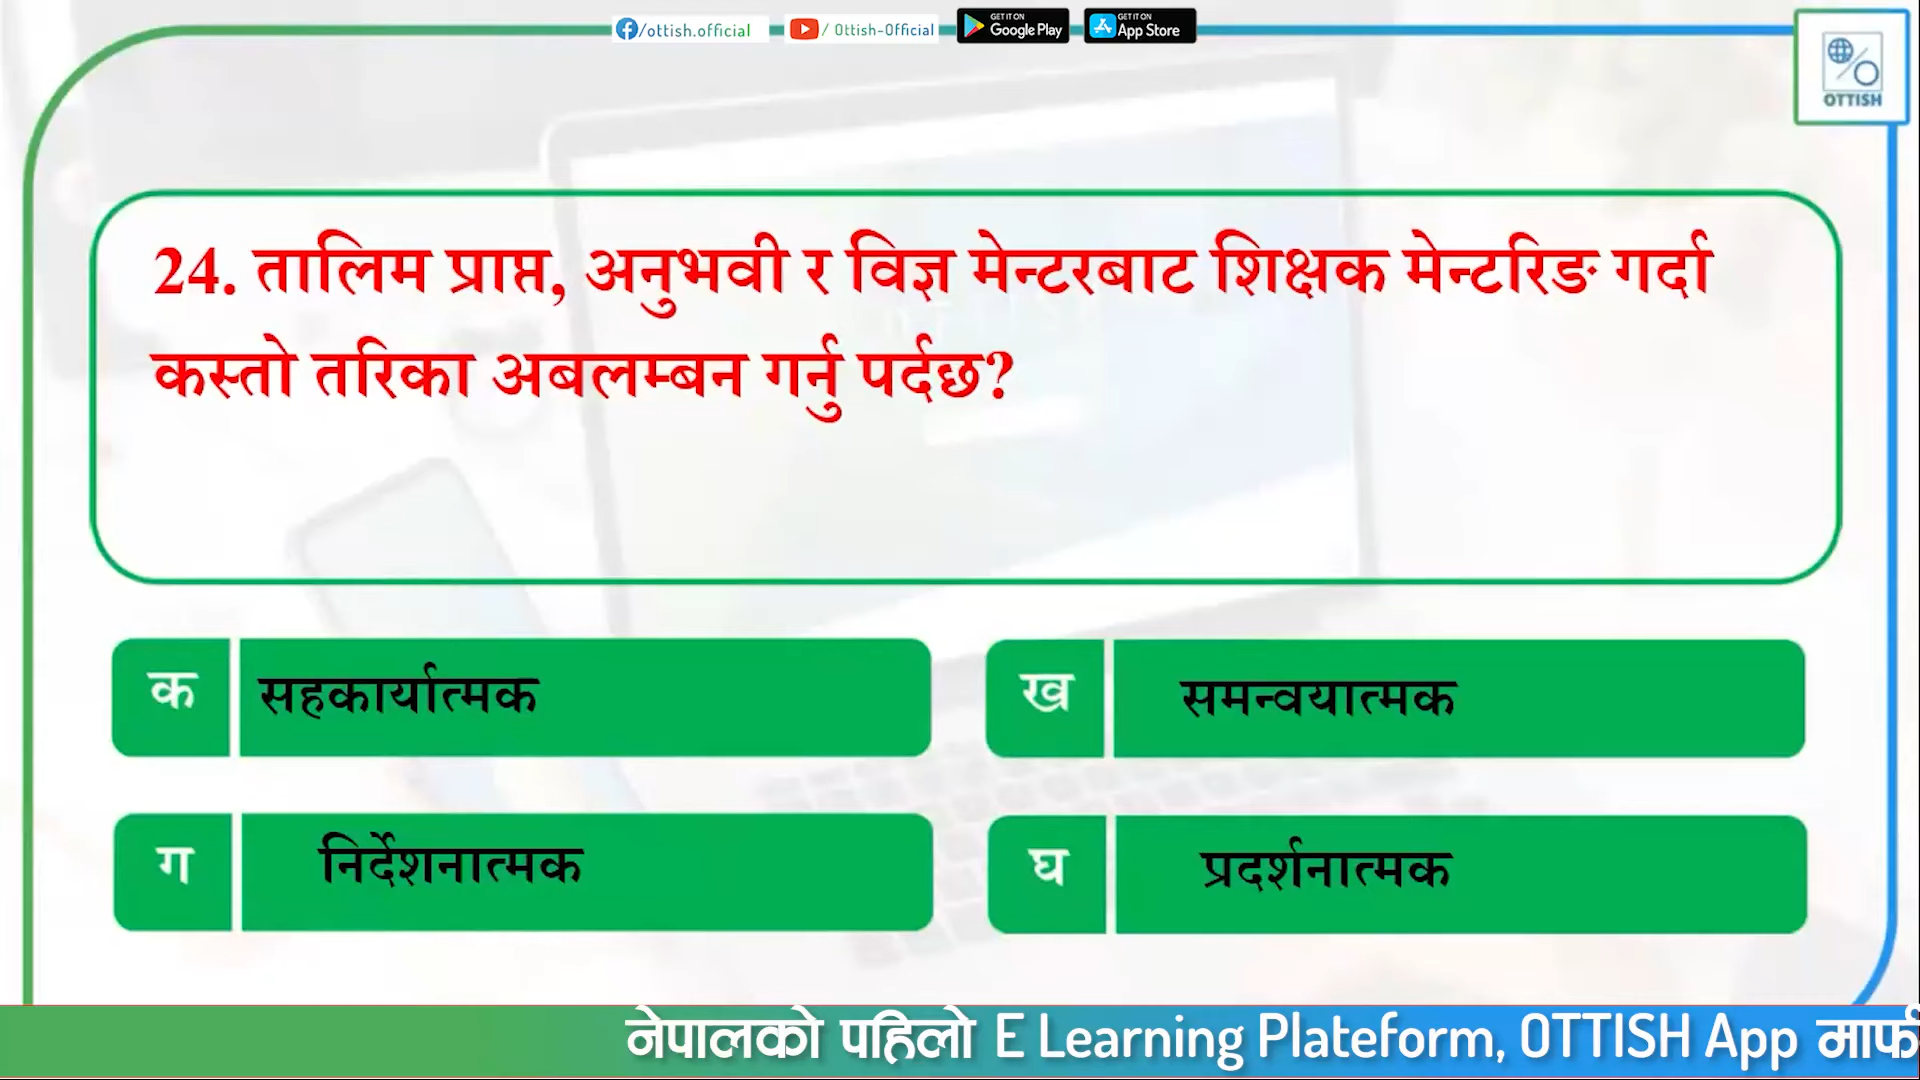 /ottish.official
/ Ottish-Official
GET IT ON
Google Play
GET IT ON
App Store
OTTISH
24. तालिम प्राप्त, अनुभवी र विज्ञ मेन्टरबाट शिक्षक मेन्टरिङ गर्दा
कस्तो तरिका अबलम्बन गर्नु पर्दछ?
क सहकार्यात्मक
ख समन्वयात्मक
ग निर्देशनात्मक
घ प्रदर्शनात्मक
नेपालको पहिलो E Learning Plateform, OTTISH App